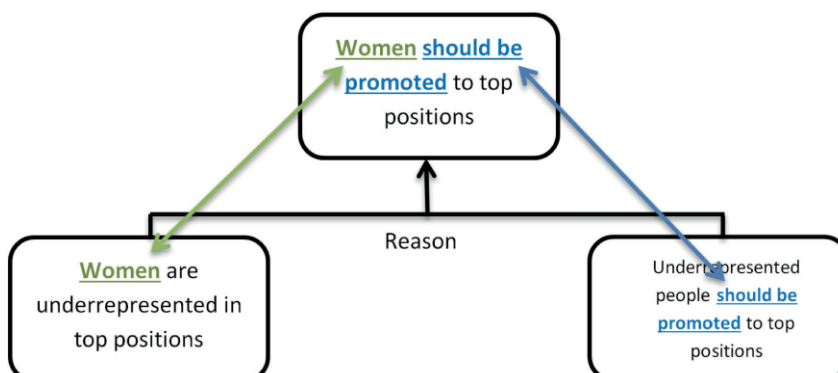 Women should be
promoted to top
positions
Reason
Women are
underrepresented in
top positions
Underrepresented
people should be
promoted to top
positions